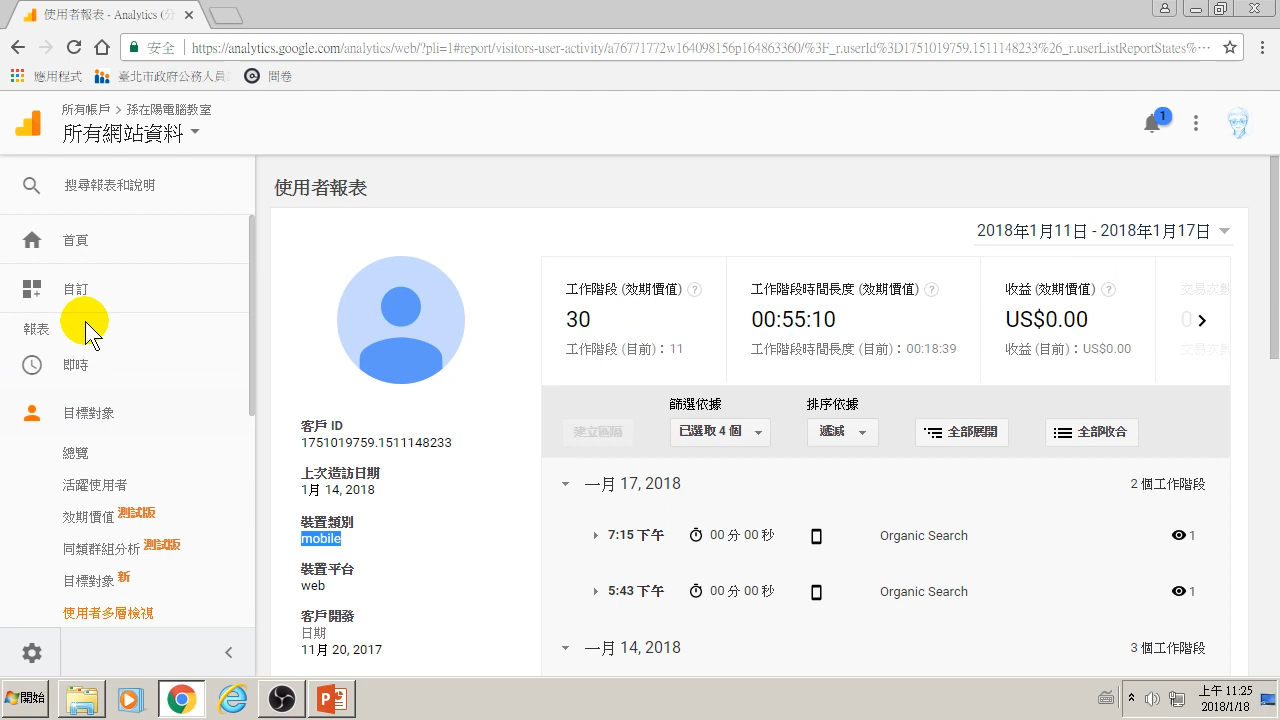 使用者報表 - Analytics (分
安全
https://analytics.google.com/analytics/web/?pli=1#report/visitors-user-activity/a76771772w164098156p164863360/%3F_r.userId%3D1751019759.1511148233%26_r.userListReportStates%···
應用程式
臺北市政府公務人員
問卷
所有帳戶 > 孫在陽電腦教室
所有網站資料
1
搜尋報表和說明
首頁
自訂
報表
即時
目標對象
總覽
活躍使用者
效期價值 測試版
同類群組分析 測試版
目標對象 新
使用者多層檢視
使用者報表
2018年1月11日 - 2018年1月17日
客戶 ID
1751019759.1511148233
上次造訪日期
1月 14, 2018
裝置類別
mobile
裝置平台
web
客戶開發
日期
11月 20, 2017
工作階段 (效期價值) ?
30
工作階段 (目前)：11
工作階段時間長度 (效期價值) ?
00:55:10
工作階段時間長度 (目前)：00:18:39
收益 (效期價值) ?
US$0.00
收益 (目前)：US$0.00
交易次數
0
交易次數
建立區隔
篩選依據
已選取 4 個
排序依據
遞減
全部展開
全部收合
一月 17, 2018
2 個工作階段
7:15 下午 00 分 00 秒 Organic Search 1
5:43 下午 00 分 00 秒 Organic Search 1
一月 14, 2018
3 個工作階段
開始
上午 11:25
2018/1/18